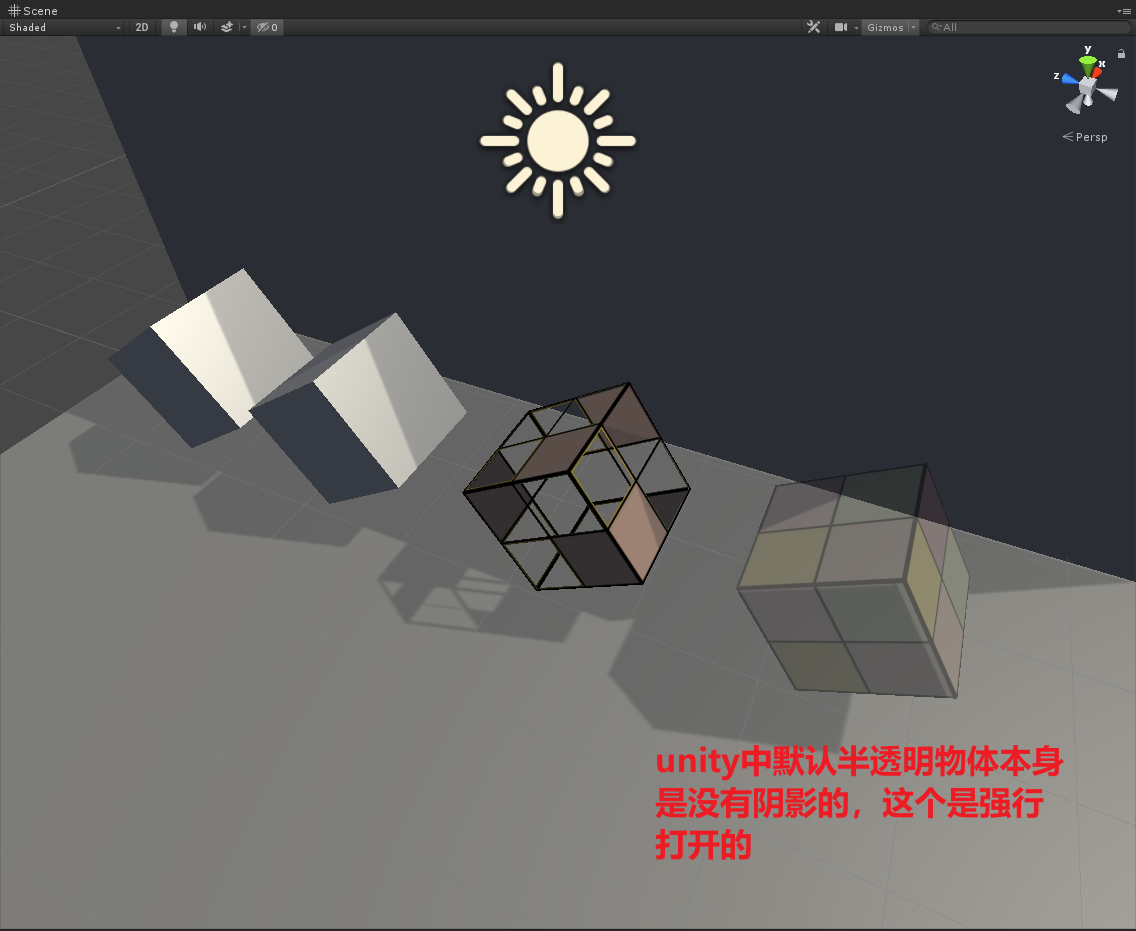 Scene
Shaded 2D 0 Gizmos All
y
x
z
Persp
unity中默认半透明物体本身
是没有阴影的，这个是强行
打开的